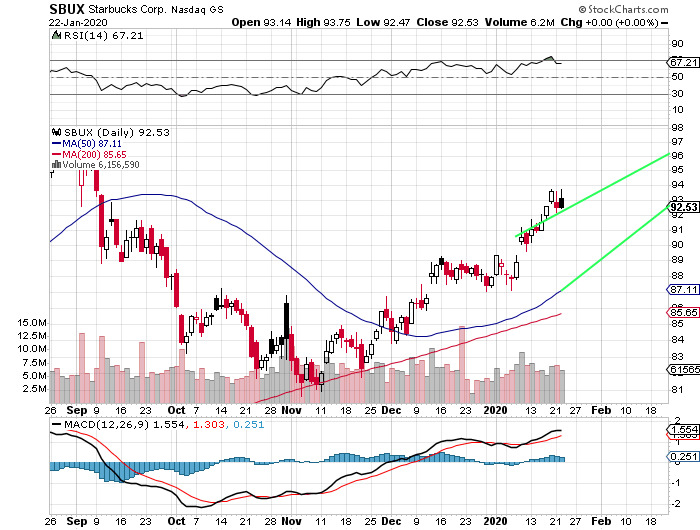 SBUX Starbucks Corp. Nasdaq GS © StockCharts.com
22-Jan-2020 Open 93.14 High 93.75 Low 92.47 Close 92.53 Volume 6.2M Chg +0.00 (+0.00%)
RSI(14) 67.21
90
70
67.21
50
30
10
SBUX (Daily) 92.53
MA(50) 87.11
MA(200) 85.65
Volume 6,156,590
98
97
96
95
94
93
92.53
91
90
89
88
87.11
86
85.65
85
84
83
82
81
15.0M
12.5M
10.0M
7.5M
5.0M
2.5M
61565
26 Sep 9 16 23 Oct 7 14 21 Nov 11 18 25 Dec 9 16 23 2020 13 21 27 Feb 10 18
MACD(12,26,9) 1.554, 1.303, 0.251
2
1.554
1.303
0.251
0
-1
-2
26 Sep 9 16 23 Oct 7 14 21 Nov 11 18 25 Dec 9 16 23 2020 13 21 27 Feb 10 18